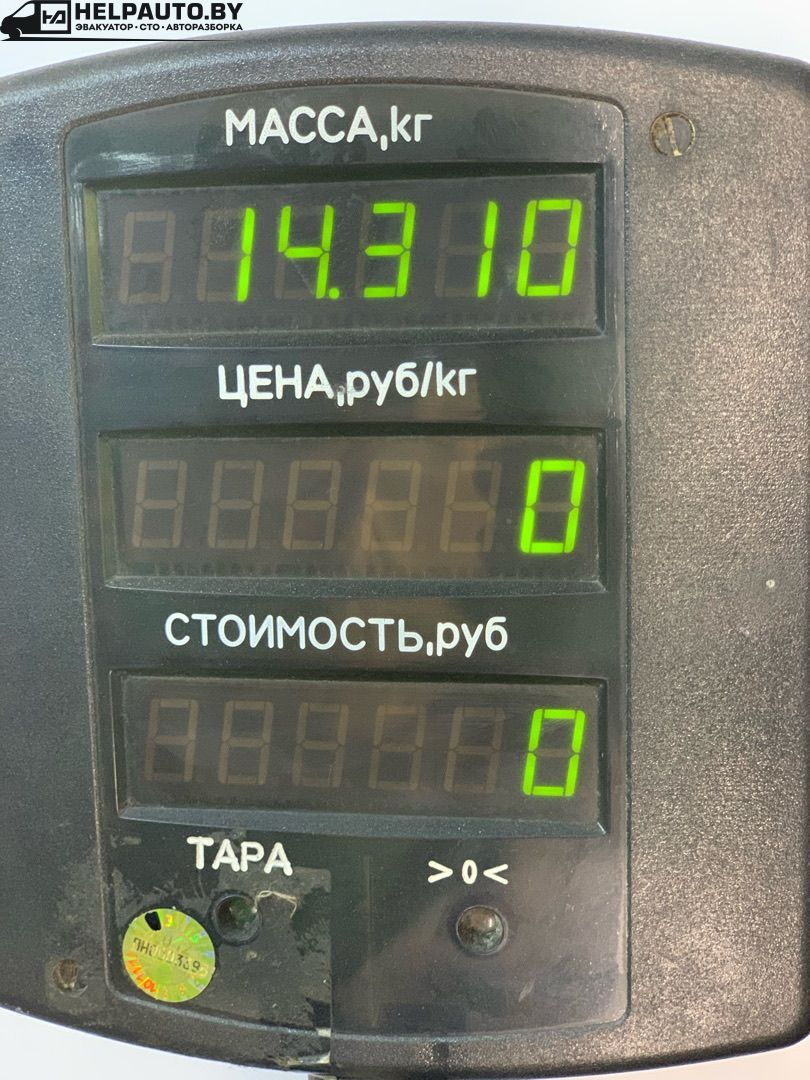 HELPAUTO.BY
ЭВАКУАТОР • СТО • АВТОРАЗБОРКА
МАССА,кг
14.310
ЦЕНА,руб/кг
0
СТОИМОСТЬ,руб
0
ТАРА >0<